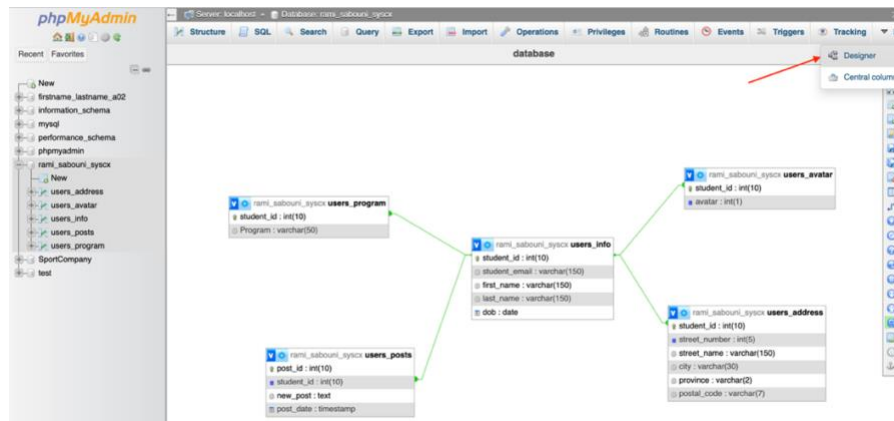 phpMyAdmin
Recent Favorites
New
firstname_lastname_a02
information_schema
mysql
performance_schema
phpmyadmin
rami_sabouni_syscx
New
users_address
users_avatar
users_info
users_posts
users_program
SportCompany
test
Server: localhost » Database: rami_sabouni_syscx
Structure SQL Search Query Export Import Operations Privileges Routines Events Triggers Tracking
database
Designer
Central colum
rami_sabouni_syscx users_program
student_id : int(10)
Program : varchar(50)
rami_sabouni_syscx users_avatar
student_id : int(10)
avatar : int(1)
rami_sabouni_syscx users_info
student_id : int(10)
student_email : varchar(150)
first_name : varchar(150)
last_name : varchar(150)
dob : date
rami_sabouni_syscx users_address
student_id : int(10)
street_number : int(5)
street_name : varchar(150)
city : varchar(30)
province : varchar(2)
postal_code : varchar(7)
rami_sabouni_syscx users_posts
post_id : int(10)
student_id : int(10)
new_post : text
post_date : timestamp